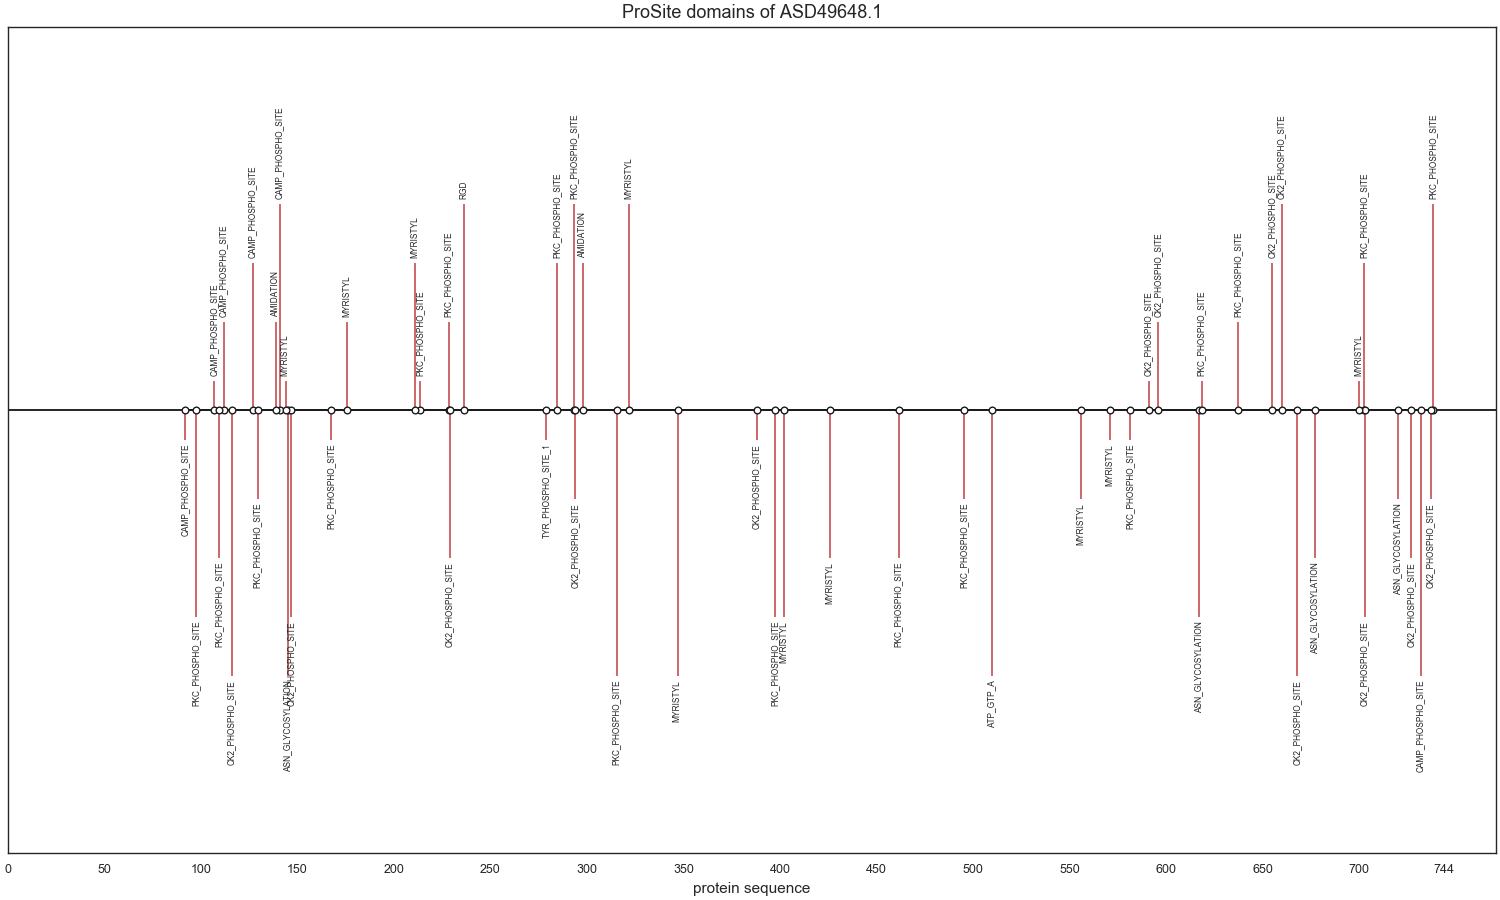 ProSite domains of ASD49648.1
CAMP_PHOSPHO_SITE
PKC_PHOSPHO_SITE
CAMP_PHOSPHO_SITE
PKC_PHOSPHO_SITE
CAMP_PHOSPHO_SITE
CK2_PHOSPHO_SITE
CAMP_PHOSPHO_SITE
PKC_PHOSPHO_SITE
AMIDATION
CAMP_PHOSPHO_SITE
MYRISTYL
ASN_GLYCOSYLATION
CK2_PHOSPHO_SITE
PKC_PHOSPHO_SITE
MYRISTYL
MYRISTYL
PKC_PHOSPHO_SITE
PKC_PHOSPHO_SITE
CK2_PHOSPHO_SITE
RGD
TYR_PHOSPHO_SITE_1
PKC_PHOSPHO_SITE
PKC_PHOSPHO_SITE
CK2_PHOSPHO_SITE
AMIDATION
PKC_PHOSPHO_SITE
MYRISTYL
MYRISTYL
CK2_PHOSPHO_SITE
PKC_PHOSPHO_SITE
MYRISTYL
MYRISTYL
PKC_PHOSPHO_SITE
PKC_PHOSPHO_SITE
ATP_GTP_A
MYRISTYL
MYRISTYL
PKC_PHOSPHO_SITE
CK2_PHOSPHO_SITE
CK2_PHOSPHO_SITE
ASN_GLYCOSYLATION
PKC_PHOSPHO_SITE
PKC_PHOSPHO_SITE
CK2_PHOSPHO_SITE
CK2_PHOSPHO_SITE
CK2_PHOSPHO_SITE
ASN_GLYCOSYLATION
MYRISTYL
PKC_PHOSPHO_SITE
CK2_PHOSPHO_SITE
ASN_GLYCOSYLATION
CK2_PHOSPHO_SITE
CAMP_PHOSPHO_SITE
CK2_PHOSPHO_SITE
PKC_PHOSPHO_SITE
0 50 100 150 200 250 300 350 400 450 500 550 600 650 700 744
protein sequence